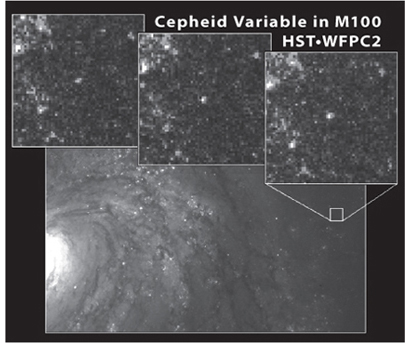 Cepheid Variable in M100
HST•WFPC2